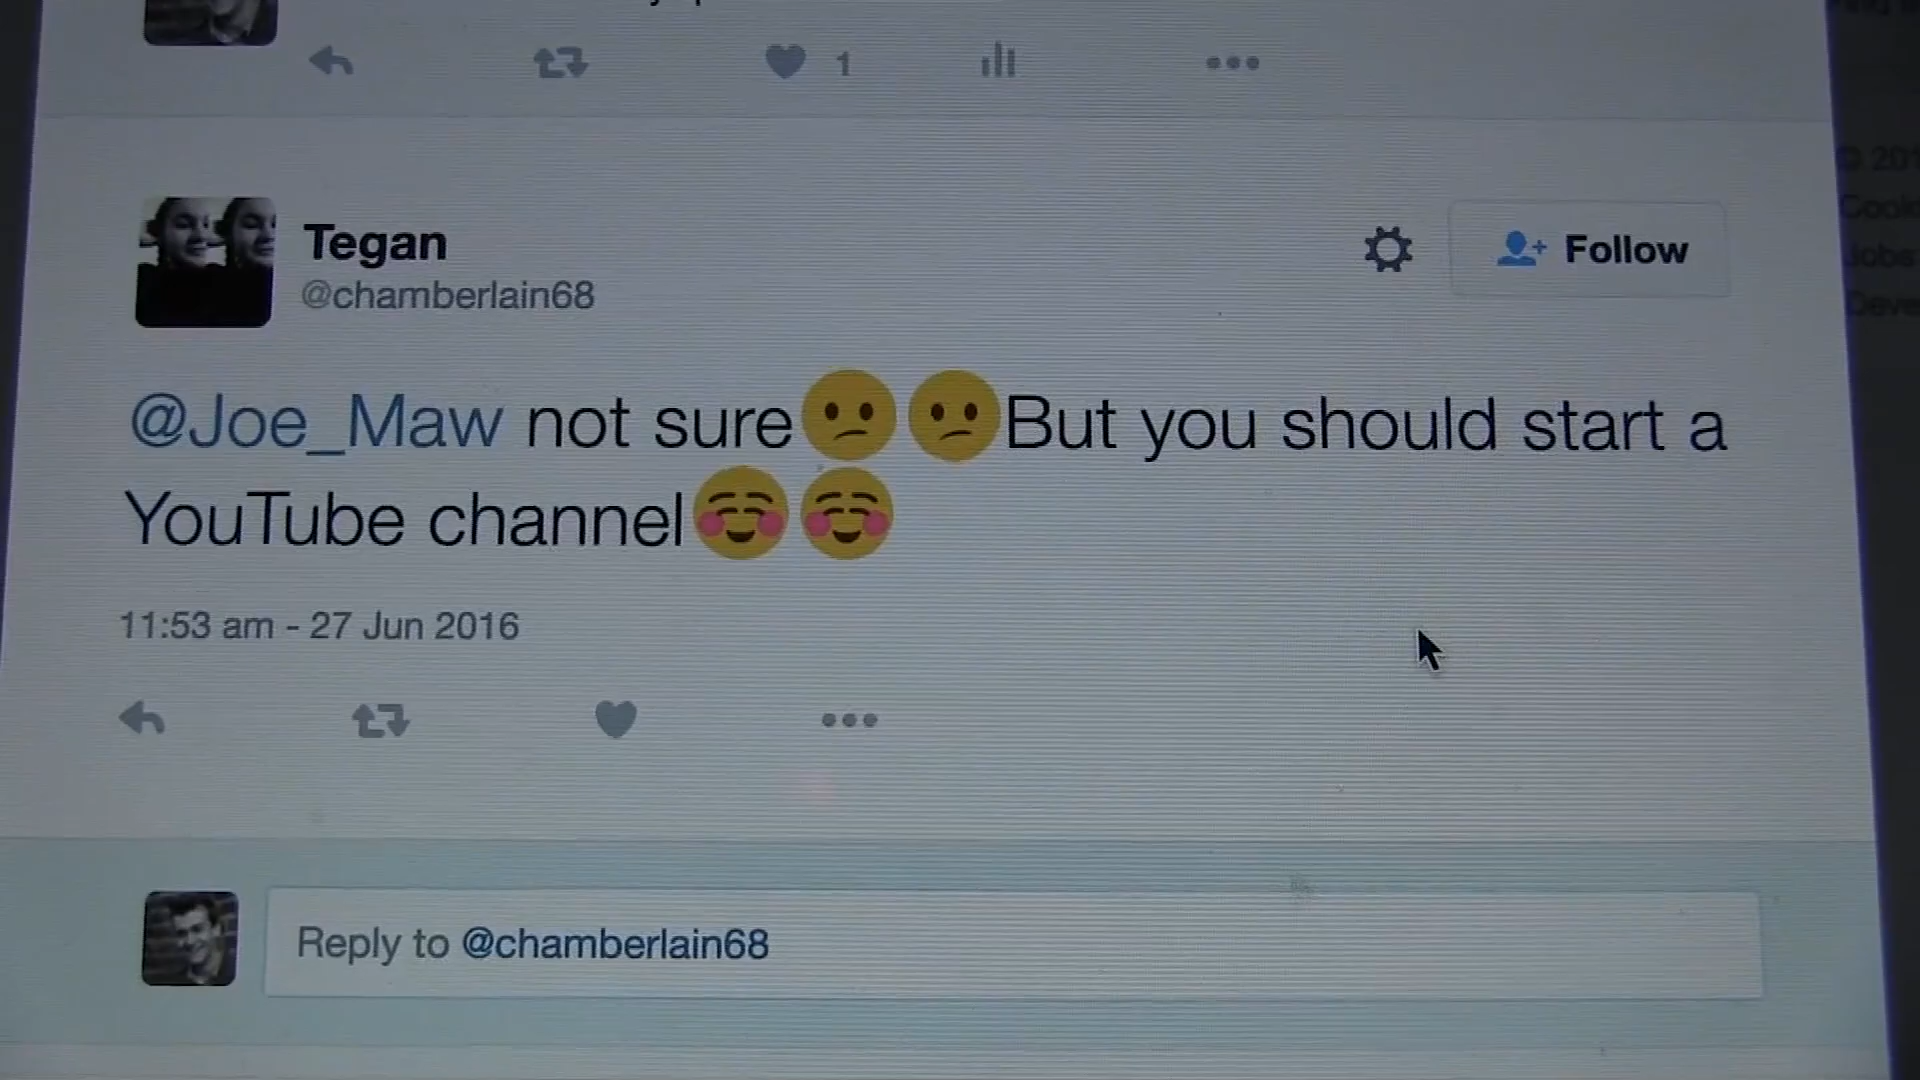 1
Tegan
@chamberlain68
Follow
@Joe_Maw not sure😕😕But you should start a
YouTube channel☺️☺️
11:53 am - 27 Jun 2016
Reply to @chamberlain68